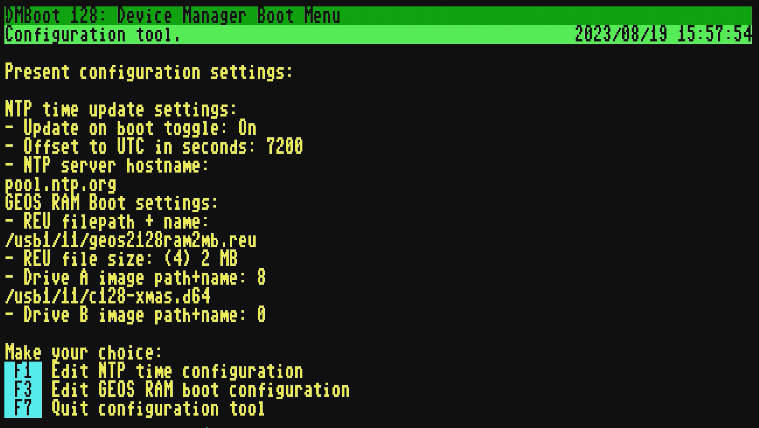 DMBoot 128: Device Manager Boot Menu
Configuration tool. 2023/08/19 15:57:54
Present configuration settings:
NTP time update settings:
- Update on boot toggle: On
- Offset to UTC in seconds: 7200
- NTP server hostname:
pool.ntp.org
GEOS RAM Boot settings:
- REU filepath + name:
/usb1/11/geos2128ram2mb.reu
- REU file size: (4) 2 MB
- Drive A image path+name: 8
/usb1/11/c128-xmas.d64
- Drive B image path+name: 0
Make your choice:
F1 Edit NTP time configuration
F3 Edit GEOS RAM boot configuration
F7 Quit configuration tool